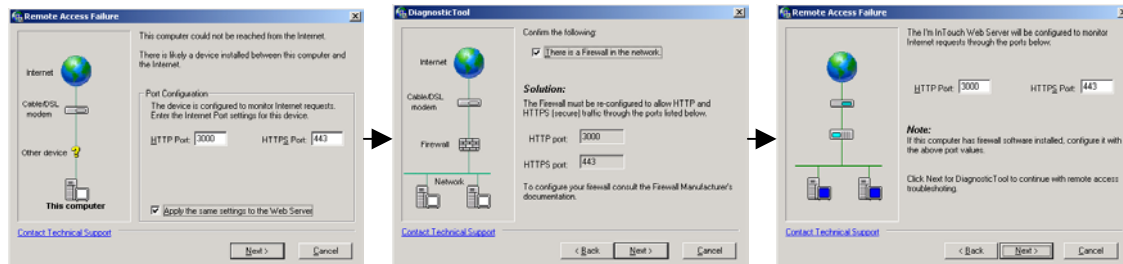 Remote Access Failure
This computer could not be reached from the Internet.
There is likely a device installed between this computer and
the Internet.
Internet
Cable/DSL
modem
Other device
This computer
Port Configuration
The device is configured to monitor Internet requests.
Enter the Internet Port settings for this device.
HTTP Port: 3000 HTTPS Port: 443
Apply the same settings to the Web Server
Contact Technical Support
Next > Cancel
DiagnosticTool
Confirm the following:
There is a Firewall in the network.
Internet
Cable/DSL
modem
Firewall
Network
Solution:
The Firewall must be re-configured to allow HTTP and
HTTPS (secure) traffic through the ports listed below.
HTTP port: 3000
HTTPS port: 443
To configure your firewall consult the Firewall Manufacturer's
documentation.
Contact Technical Support
< Back Next > Cancel
Remote Access Failure
The I'm InTouch Web Server will be configured to monitor
Internet requests through the ports below.
HTTP Port: 3000 HTTPS Port: 443
Note:
If this computer has firewall software installed, configure it with
the above port values.
Click Next for DiagnosticTool to continue with remote access
troubleshooting.
Contact Technical Support
< Back Next > Cancel